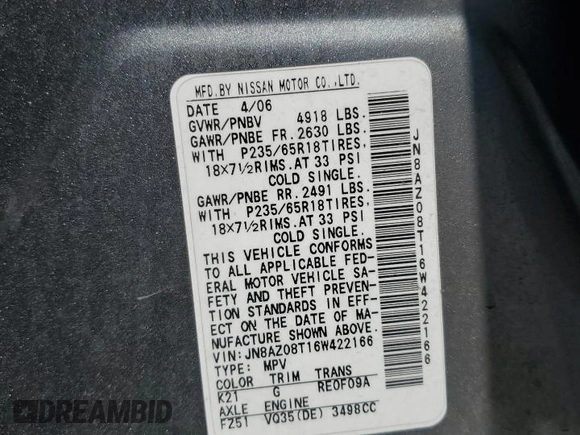 MFD.BY NISSAN MOTOR CO.,LTD.
DATE 4/06
GVWR/PNBV 4918 LBS.
GAWR/PNBE FR.2630 LBS.
WITH P235/65R18TIRES,
18X7½RIMS.AT 33 PSI
COLD SINGLE.
GAWR/PNBE RR.2491 LBS.
WITH P235/65R18TIRES,
18X7½RIMS.AT 33 PSI
COLD SINGLE.
THIS VEHICLE CONFORMS
TO ALL APPLICABLE FED-
ERAL MOTOR VEHICLE SA-
FETY AND THEFT PREVEN-
TION STANDARDS IN EFF-
ECT ON THE DATE OF MA-
NUFACTURE SHOWN ABOVE.
VIN:JN8AZ08T16W422166
TYPE: MPV
COLOR TRIM TRANS
K21 G RE0F09A
AXLE ENGINE
FZ51 VQ35(DE) 3498CC
JN8AZ08T16W422166
DREAMBID